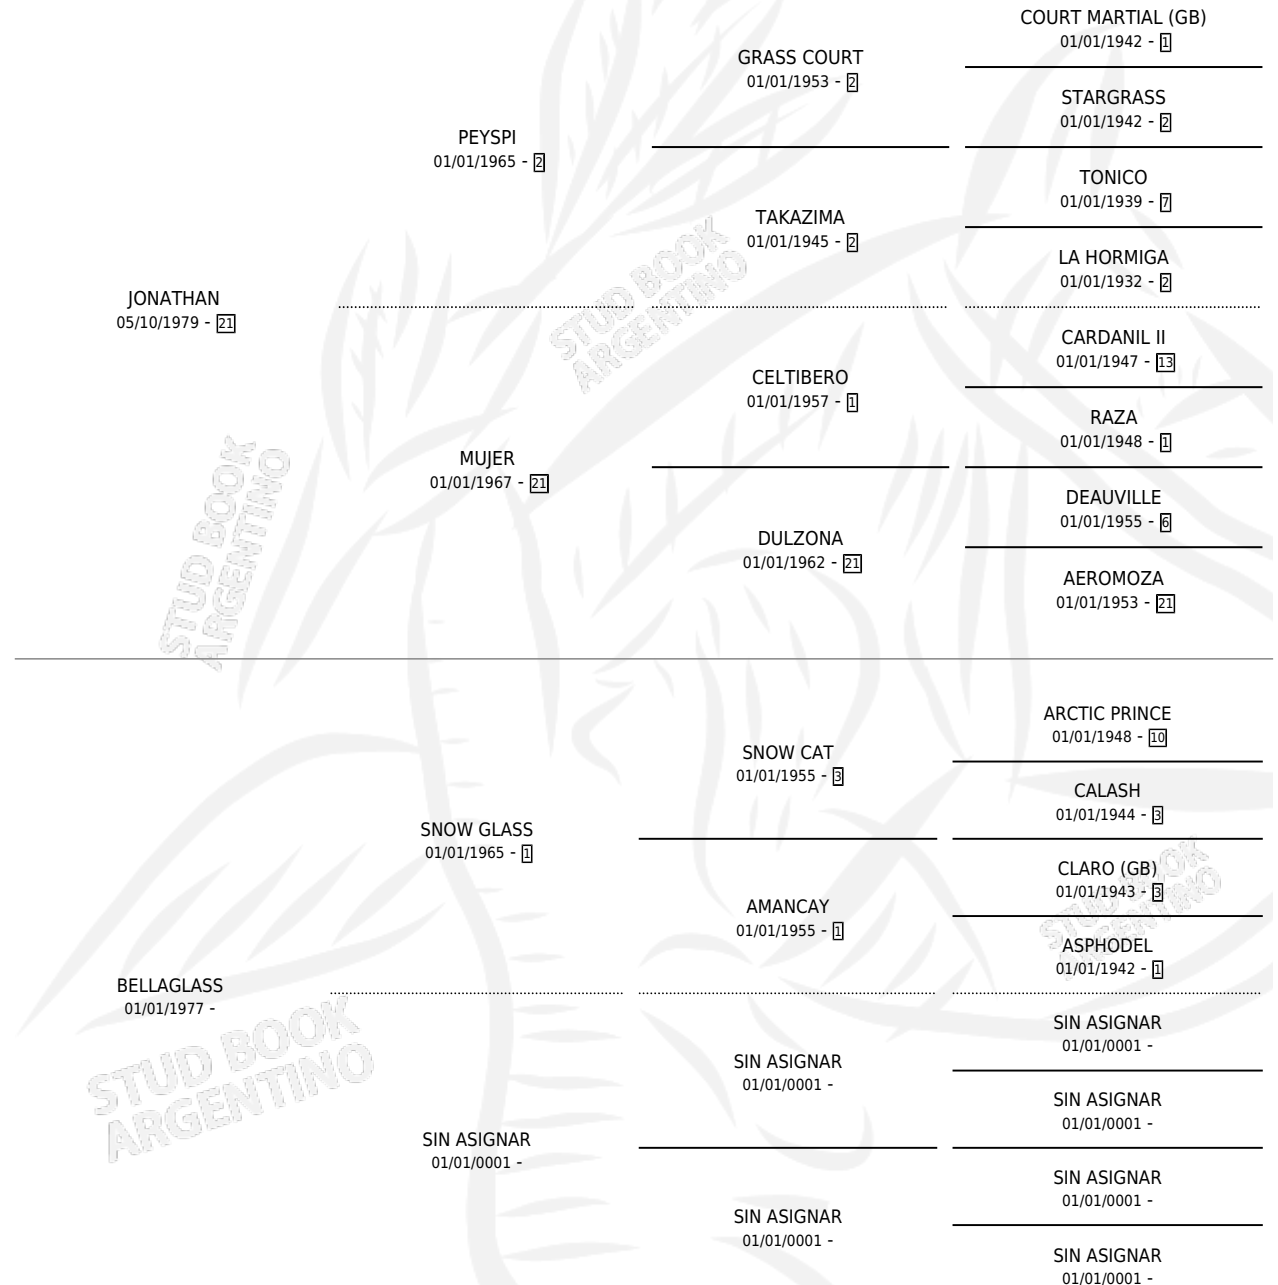 COURT MARTIAL (GB)
01/01/1942 - 1
GRASS COURT
01/01/1953 - 2
STARGRASS
01/01/1942 - 2
PEYSPI
01/01/1965 - 2
TONICO
01/01/1939 - 7
TAKAZIMA
01/01/1945 - 2
LA HORMIGA
01/01/1932 - 2
JONATHAN
05/10/1979 - 21
CARDANIL II
01/01/1947 - 13
CELTIBERO
01/01/1957 - 1
RAZA
01/01/1948 - 1
MUJER
01/01/1967 - 21
DEAUVILLE
01/01/1955 - 6
DULZONA
01/01/1962 - 21
AEROMOZA
01/01/1953 - 21
STUD BOOK
ARGENTINO
STUD BOOK
ARGENTINO
ARCTIC PRINCE
01/01/1948 - 10
SNOW CAT
01/01/1955 - 3
CALASH
01/01/1944 - 3
SNOW GLASS
01/01/1965 - 1
CLARO (GB)
01/01/1943 - 3
AMANCAY
01/01/1955 - 1
ASPHODEL
01/01/1942 - 1
BELLAGLASS
01/01/1977 -
SIN ASIGNAR
01/01/0001 -
SIN ASIGNAR
01/01/0001 -
SIN ASIGNAR
01/01/0001 -
SIN ASIGNAR
01/01/0001 -
SIN ASIGNAR
01/01/0001 -
SIN ASIGNAR
01/01/0001 -
SIN ASIGNAR
01/01/0001 -
STUD BOOK
ARGENTINO
STUD BOOK
ARGENTINO